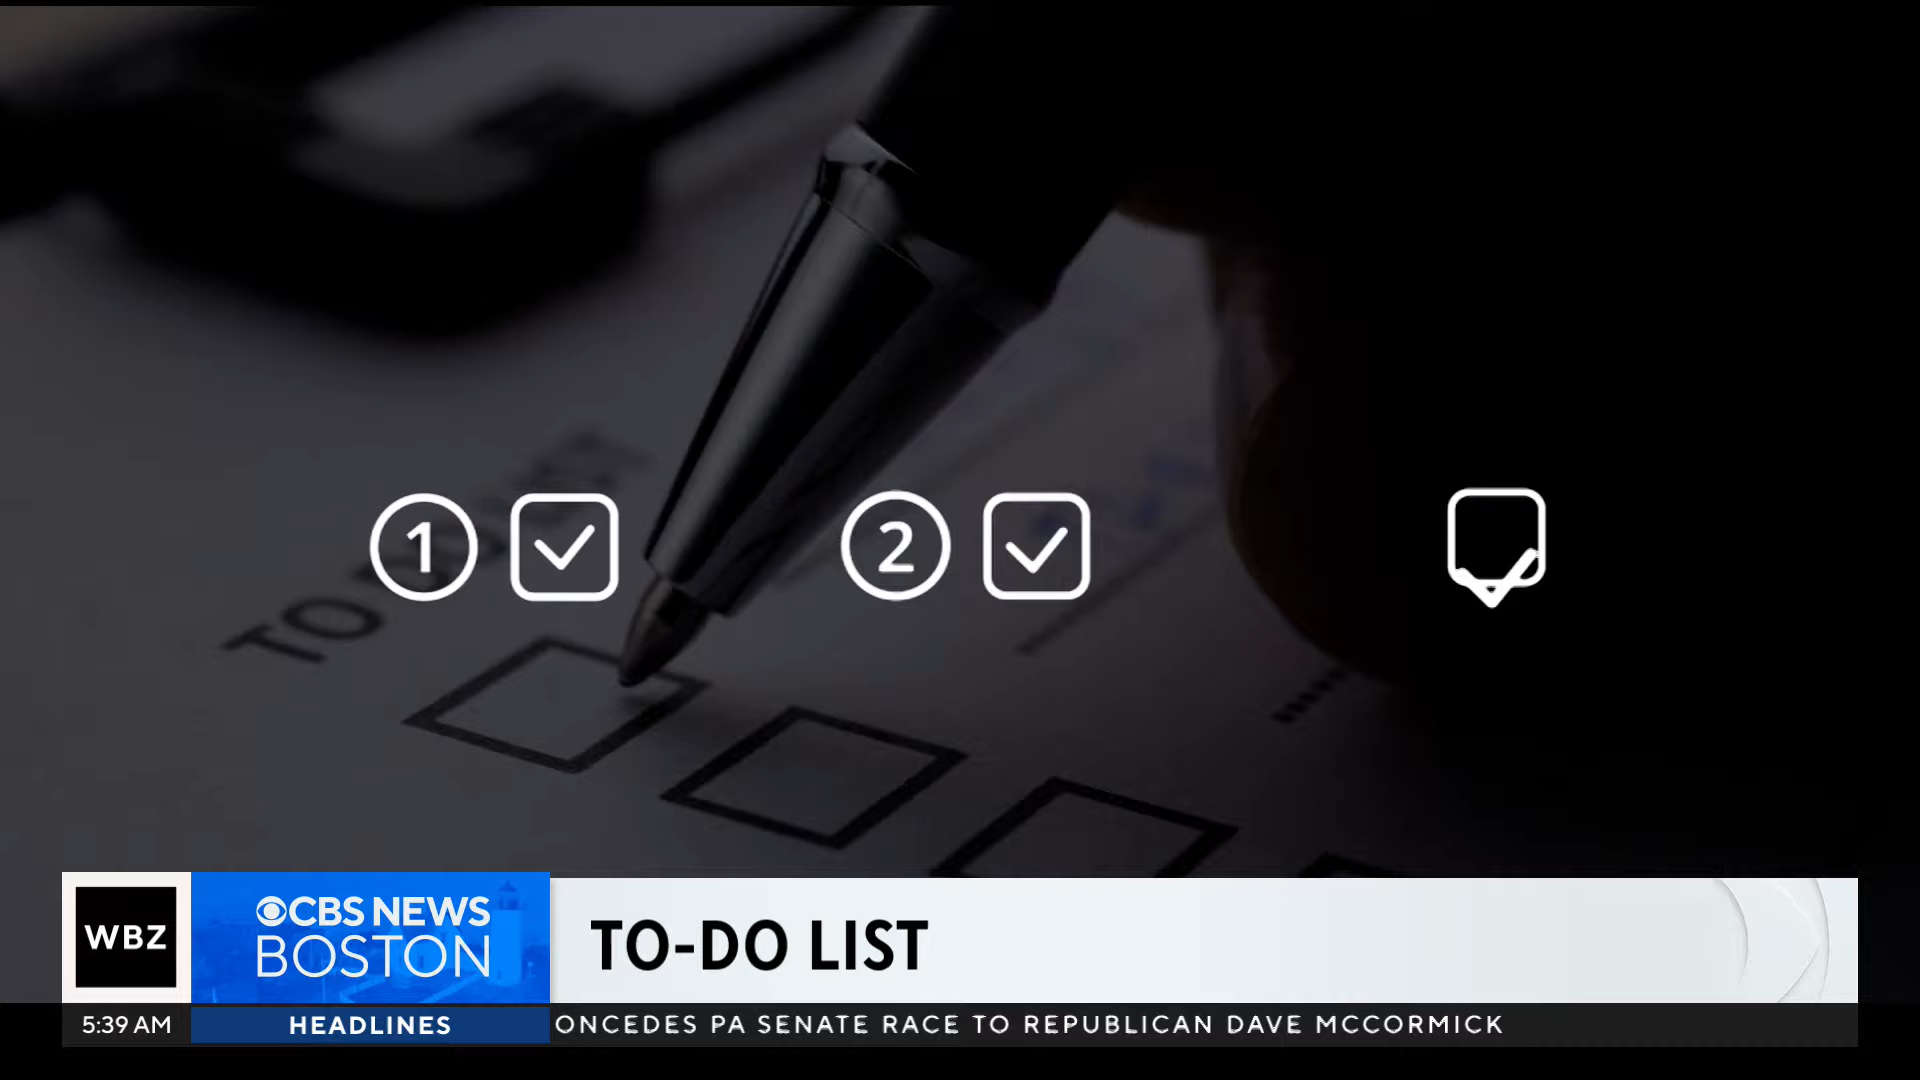 TO
1
2
WBZ
CBS NEWS
BOSTON
TO-DO LIST
5:39 AM
HEADLINES
ONCEDES PA SENATE RACE TO REPUBLICAN DAVE MCCORMICK